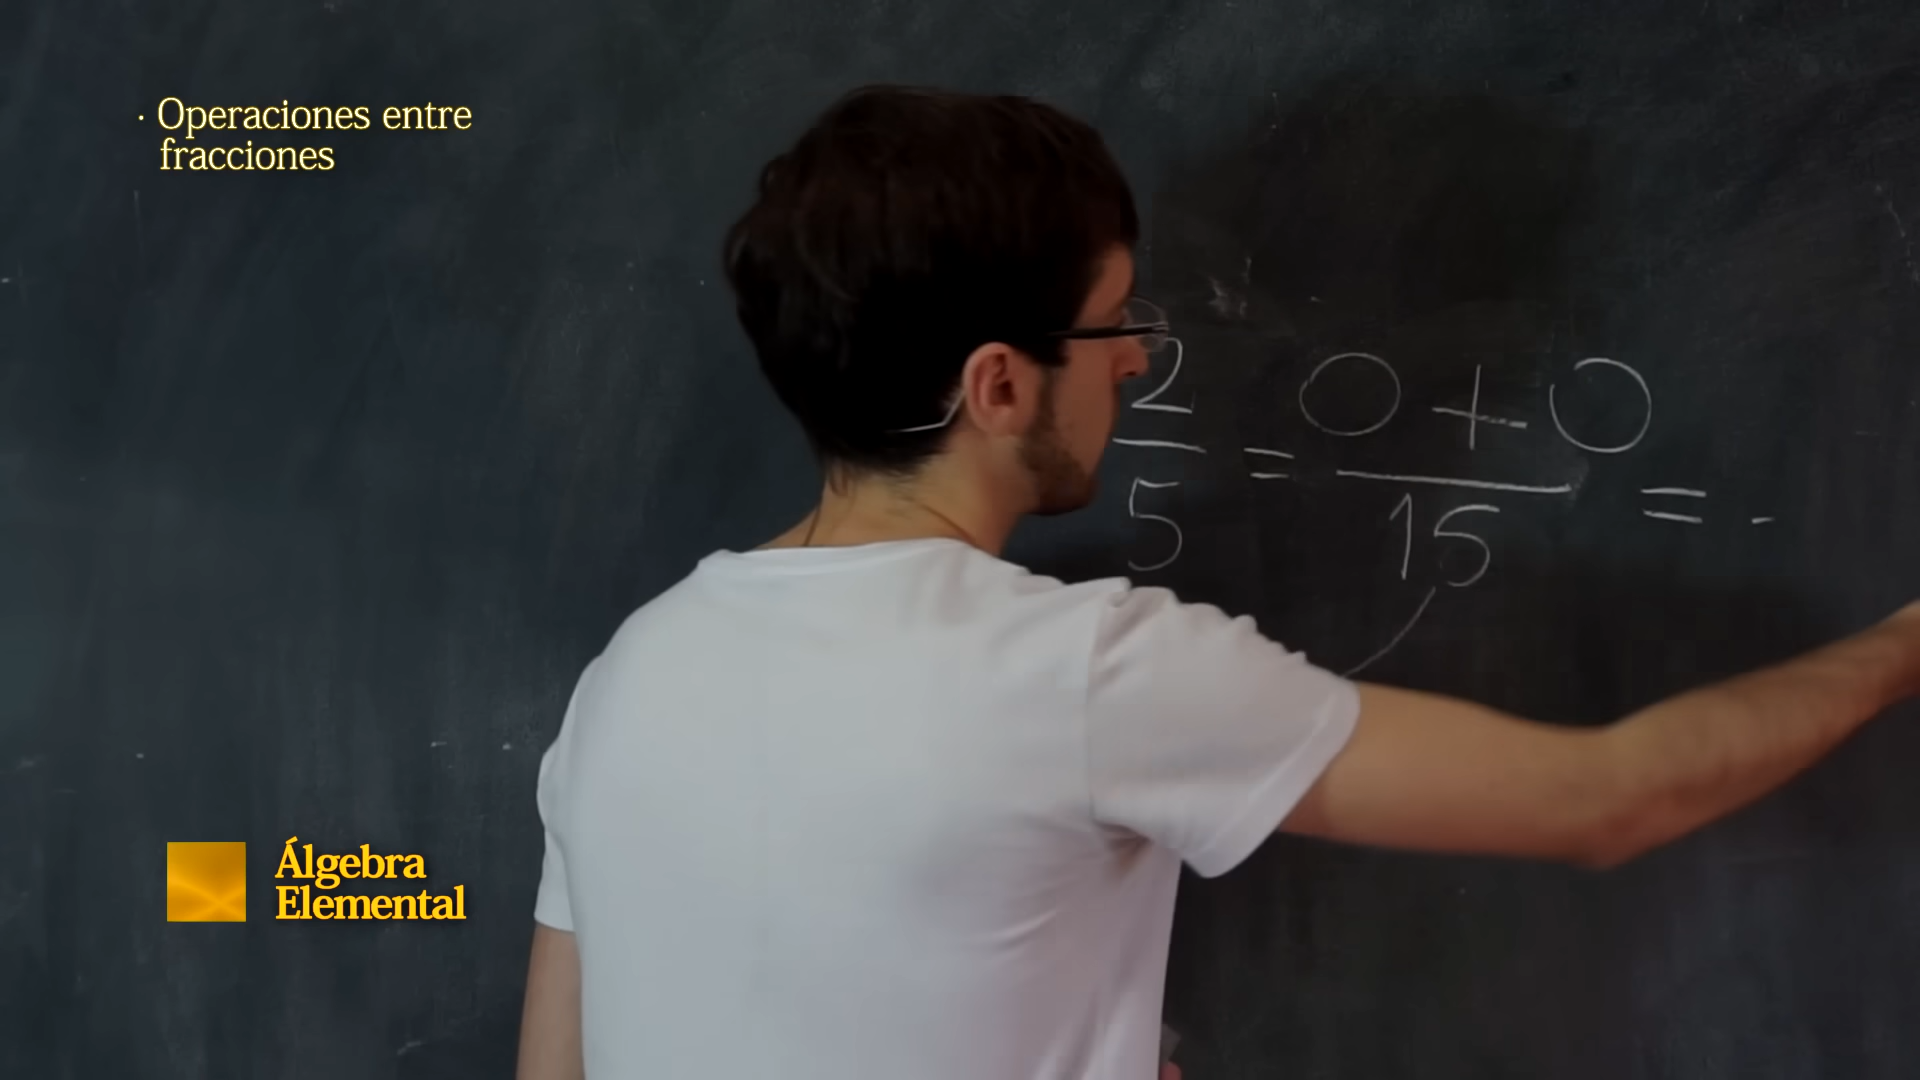 · Operaciones entre
fracciones
2/5 = (○ + ○)/15 = -
Álgebra
Elemental